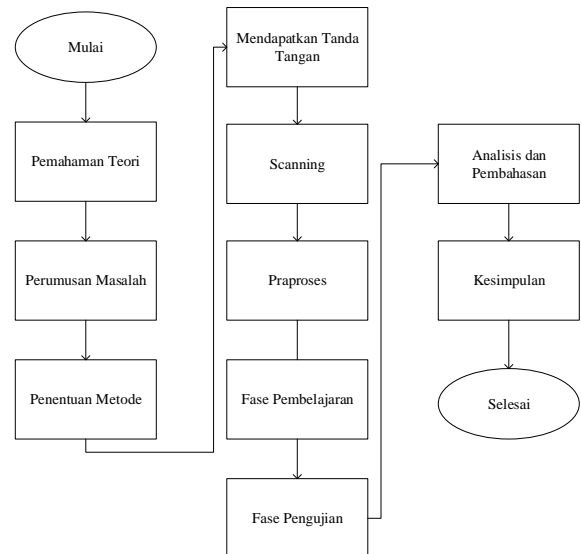 Mulai
Pemahaman Teori
Perumusan Masalah
Penentuan Metode
Mendapatkan Tanda
Tangan
Scanning
Praproses
Fase Pembelajaran
Fase Pengujian
Analisis dan
Pembahasan
Kesimpulan
Selesai